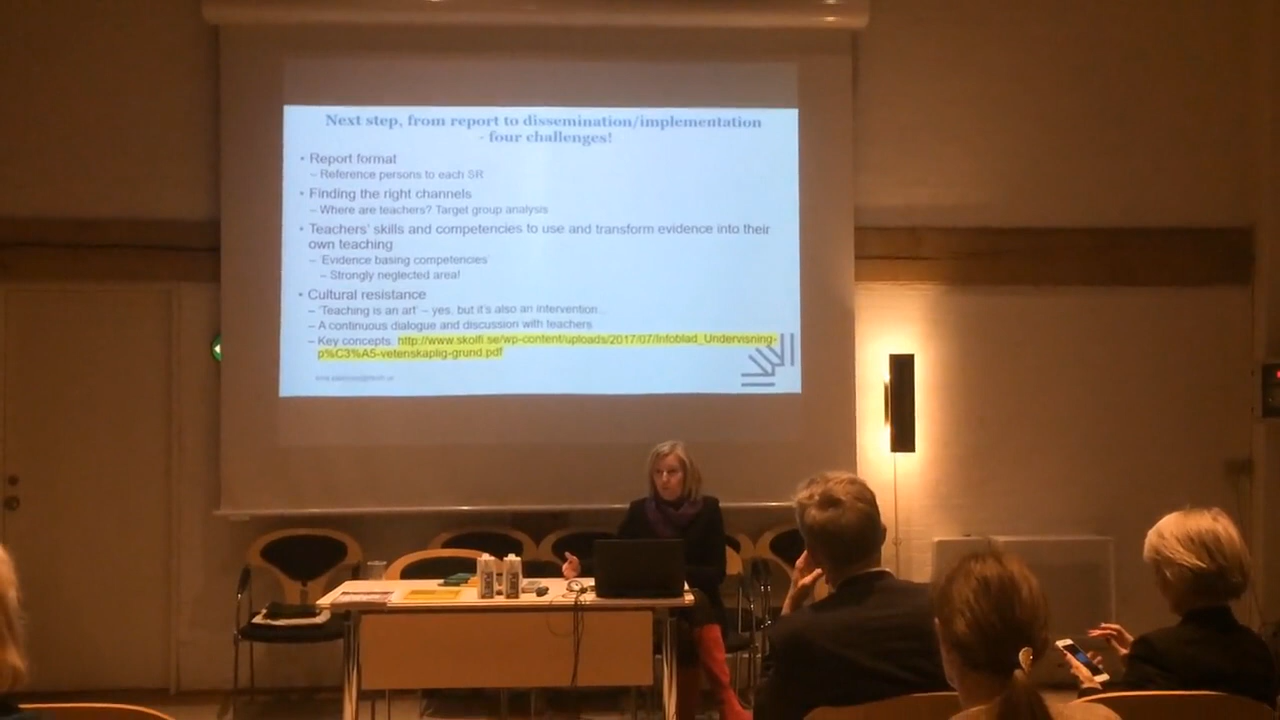 Next step, from report to dissemination/implementation
- four challenges!
• Report format
– Reference persons to each SR
• Finding the right channels
– Where are teachers? Target group analysis
• Teachers' skills and competencies to use and transform evidence into their
own teaching
– 'Evidence basing competencies'
– Strongly neglected area!
• Cultural resistance
– 'Teaching is an art' – yes, but it's also an intervention...
– A continuous dialogue and discussion with teachers
– Key concepts. http://www.skolfi.se/wp-content/uploads/2017/07/Infoblad_Undervisning-
p%C3%A5-vetenskaplig-grund.pdf